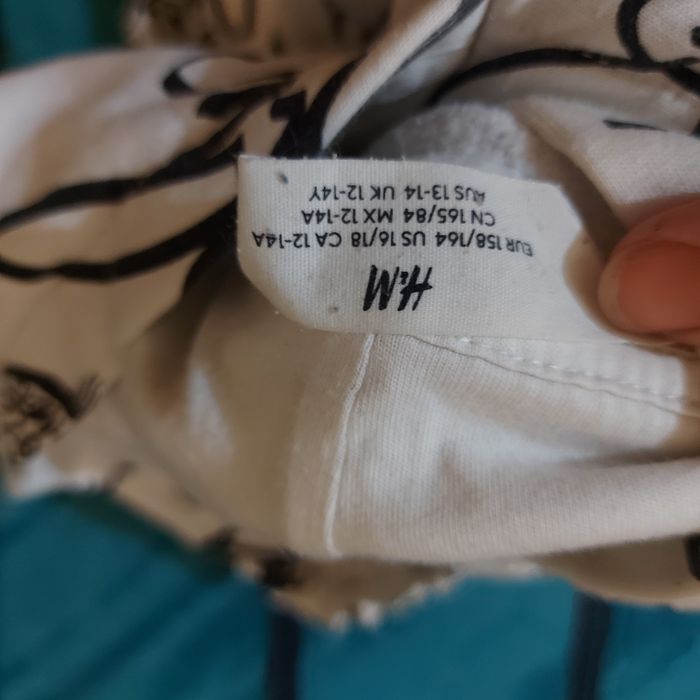 H&M
EUR 158/164 US 16/18 CA 12-14A
CN 165/84 MX 12-14A
AUS 13-14 UK 12-14Y